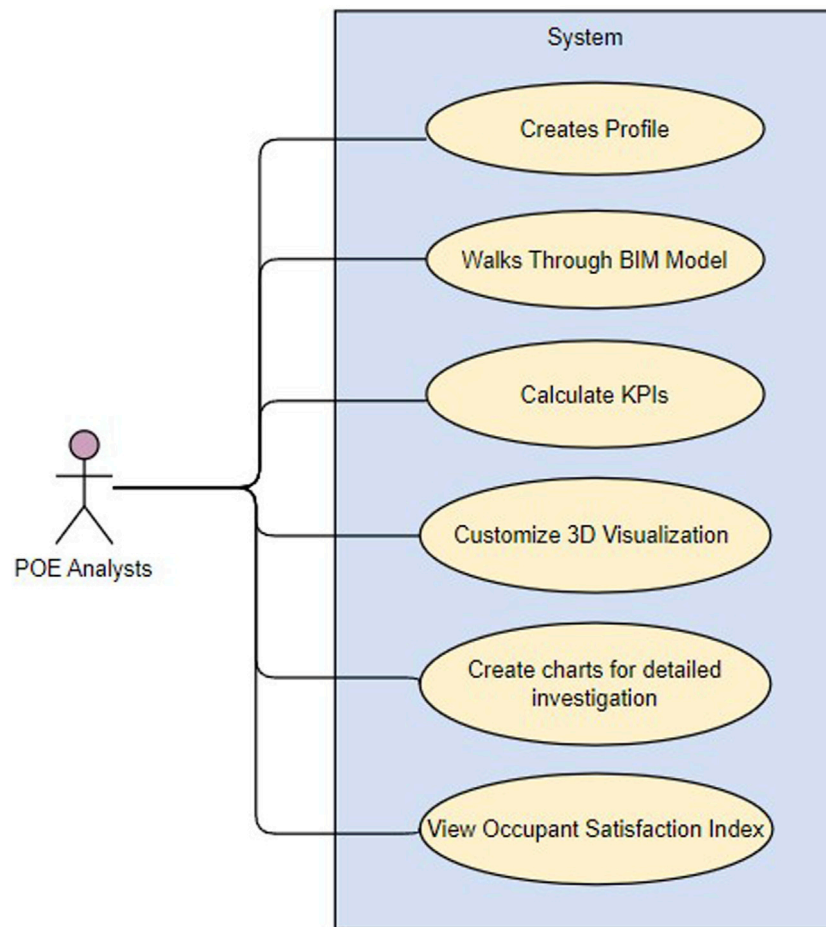 System
Creates Profile
Walks Through BIM Model
Calculate KPIs
Customize 3D Visualization
POE Analysts
Create charts for detailed
investigation
View Occupant Satisfaction Index